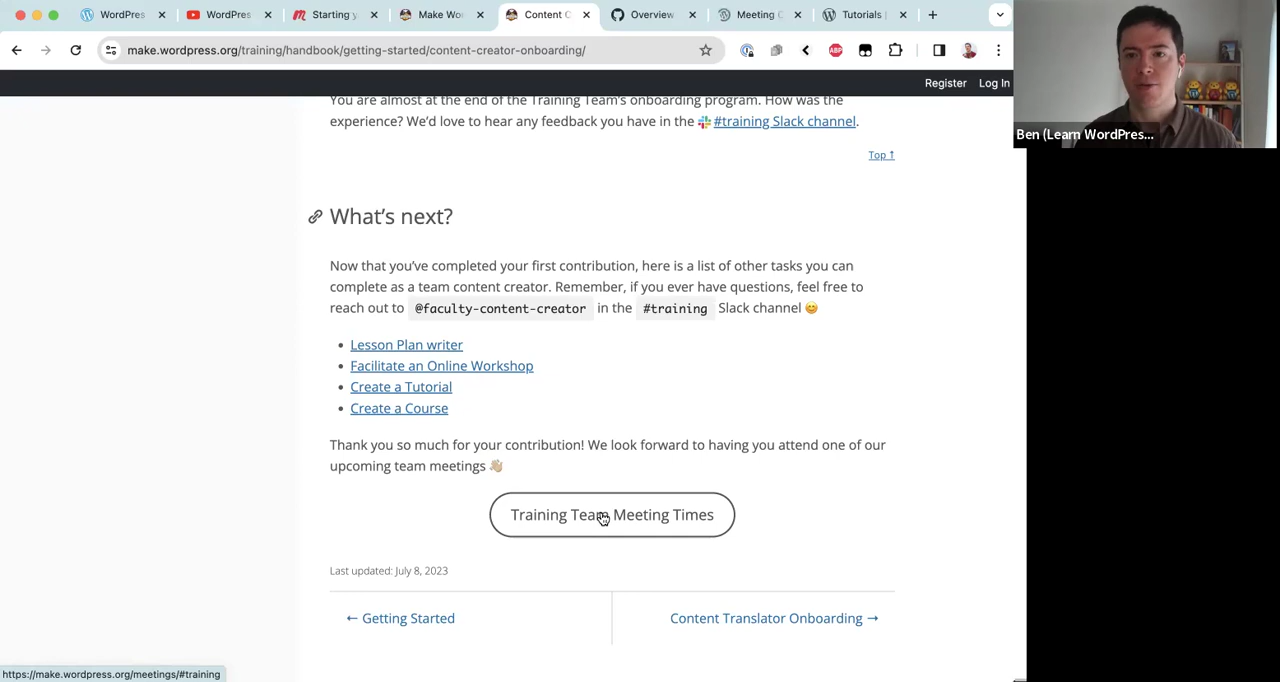 WordPress
WordPres
Starting y
Make Wo
Content C
Overview
Meeting C
Tutorials |
make.wordpress.org/training/handbook/getting-started/content-creator-onboarding/
ABP
Register Log In
You are almost at the end of the Training Team's onboarding program. How was the
experience? We'd love to hear any feedback you have in the #training Slack channel.
Top ↑
What's next?
Now that you've completed your first contribution, here is a list of other tasks you can
complete as a team content creator. Remember, if you ever have questions, feel free to
reach out to @faculty-content-creator in the #training Slack channel 😊
• Lesson Plan writer
• Facilitate an Online Workshop
• Create a Tutorial
• Create a Course
Thank you so much for your contribution! We look forward to having you attend one of our
upcoming team meetings 👋🏼
Training Team Meeting Times
Last updated: July 8, 2023
← Getting Started
Content Translator Onboarding →
https://make.wordpress.org/meetings/#training
Ben (Learn WordPres...